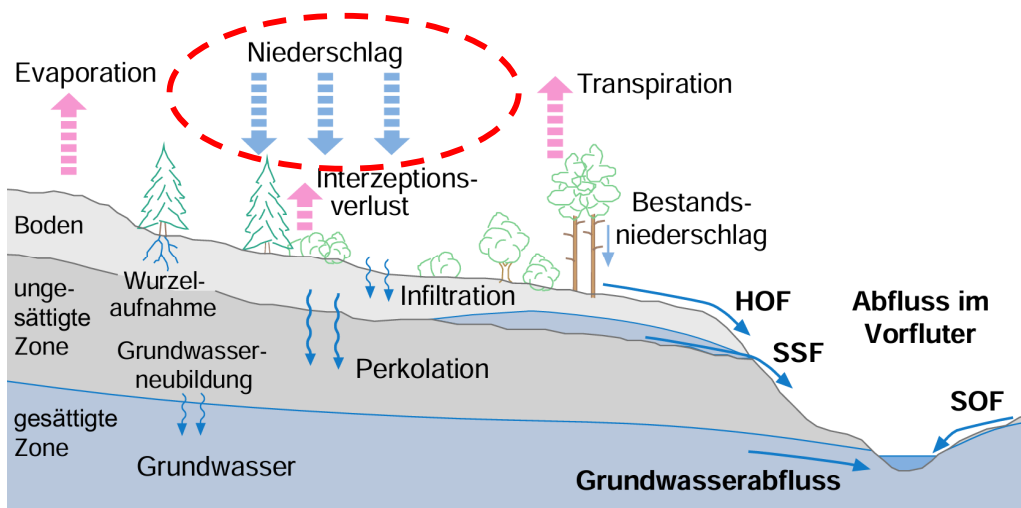 Niederschlag
Evaporation
Transpiration
Interzeptions-
verlust
Bestands-
niederschlag
Boden
Wurzel-
aufnahme
Infiltration
unge-
sättigte
Zone
HOF
Abfluss im
Vorfluter
SSF
Grundwasser-
neubildung
Perkolation
SOF
gesättigte
Zone
Grundwasser
Grundwasserabfluss